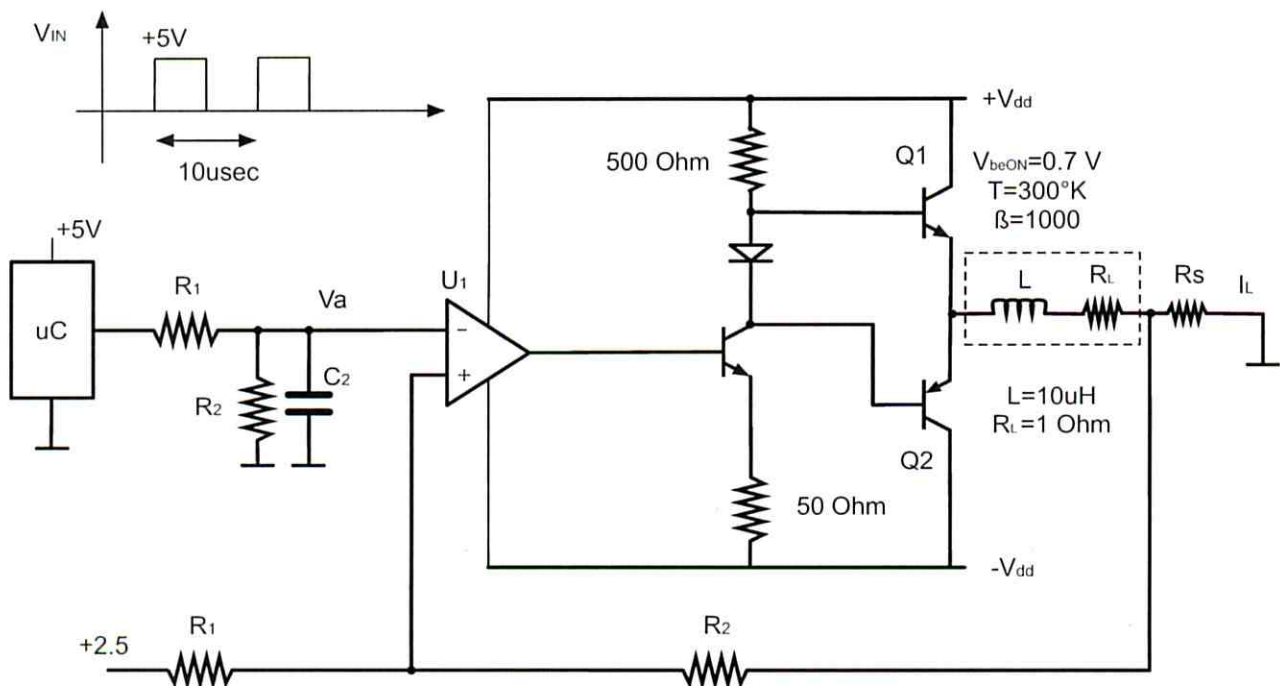 VIN
+5V
10usec
+Vdd
500 Ohm
Q1
VbeON=0.7 V
T=300°K
ß=1000
+5V
uC
R1
Va
U1
L
RL
Rs
IL
−
+
R2
C2
L=10uH
RL=1 Ohm
Q2
50 Ohm
-Vdd
+2.5
R1
R2